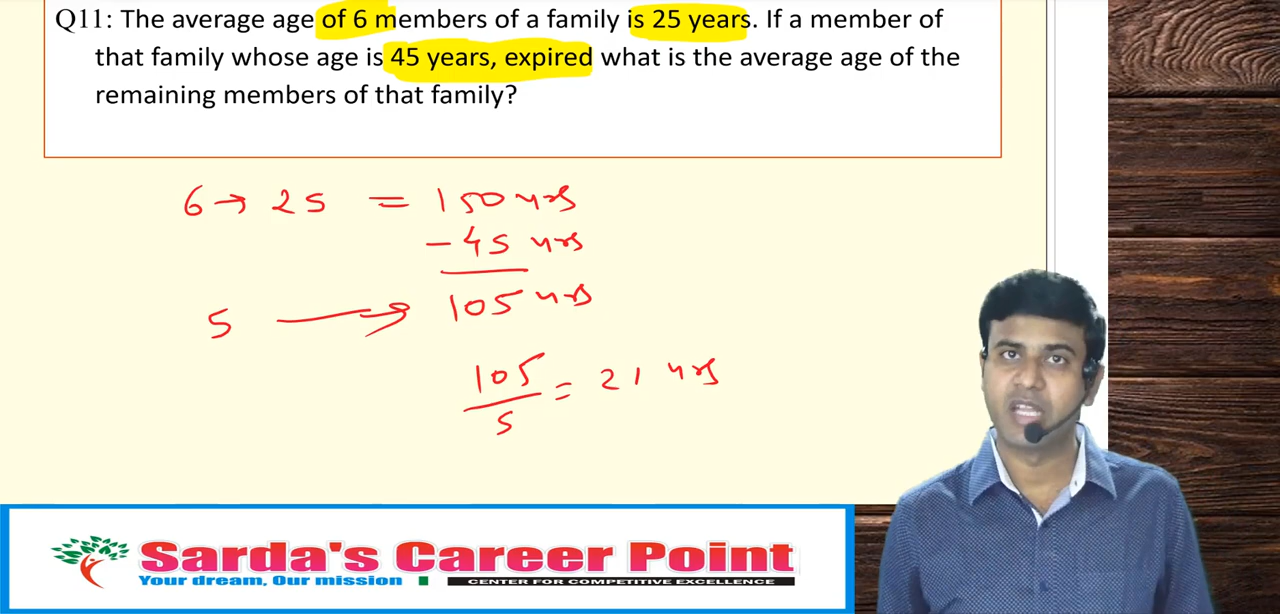 Q11: The average age of 6 members of a family is 25 years. If a member of
that family whose age is 45 years, expired what is the average age of the
remaining members of that family?
6 → 25 = 150 yrs
- 45 yrs
5 → 105 yrs
105/5 = 21 yrs
Sarda's Career Point
Your dream, Our mission CENTER FOR COMPETITIVE EXCELLENCE